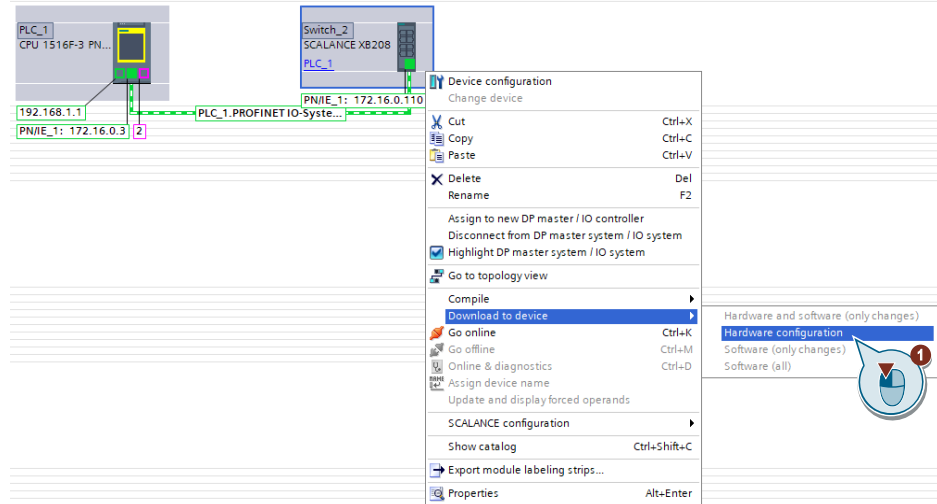 PLC_1
CPU 1516F-3 PN...
Switch_2
SCALANCE XB208
PLC_1
192.168.1.1
PN/IE_1: 172.16.0.3
2
PLC_1.PROFINET IO-Syste...
PN/IE_1: 172.16.0.110
Device configuration
Change device
Cut Ctrl+X
Copy Ctrl+C
Paste Ctrl+V
Delete Del
Rename F2
Assign to new DP master / IO controller
Disconnect from DP master system / IO system
Highlight DP master system / IO system
Go to topology view
Compile
Download to device
Go online Ctrl+K
Go offline Ctrl+M
Online & diagnostics Ctrl+D
Assign device name
Update and display forced operands
SCALANCE configuration
Show catalog Ctrl+Shift+C
Export module labeling strips...
Properties Alt+Enter
Hardware and software (only changes)
Hardware configuration
Software (only changes)
Software (all)
1